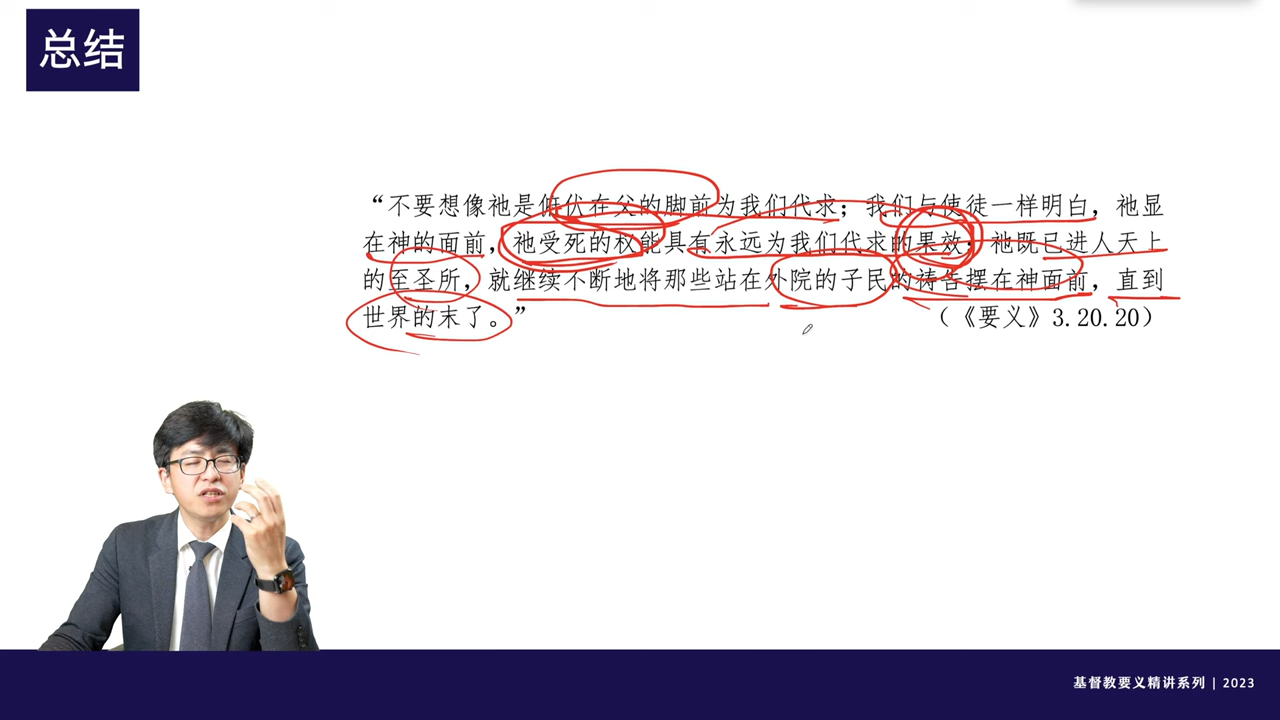 总结
“不要想像祂是俯伏在父的脚前为我们代求；我们与使徒一样明白，祂显
在神的面前，祂受死的权能具有永远为我们代求的果效；祂既已进人天上
的至圣所，就继续不断地将那些站在外院的子民的祷告摆在神面前，直到
世界的末了。”
（《要义》3.20.20）
基督教要义精讲系列 | 2023